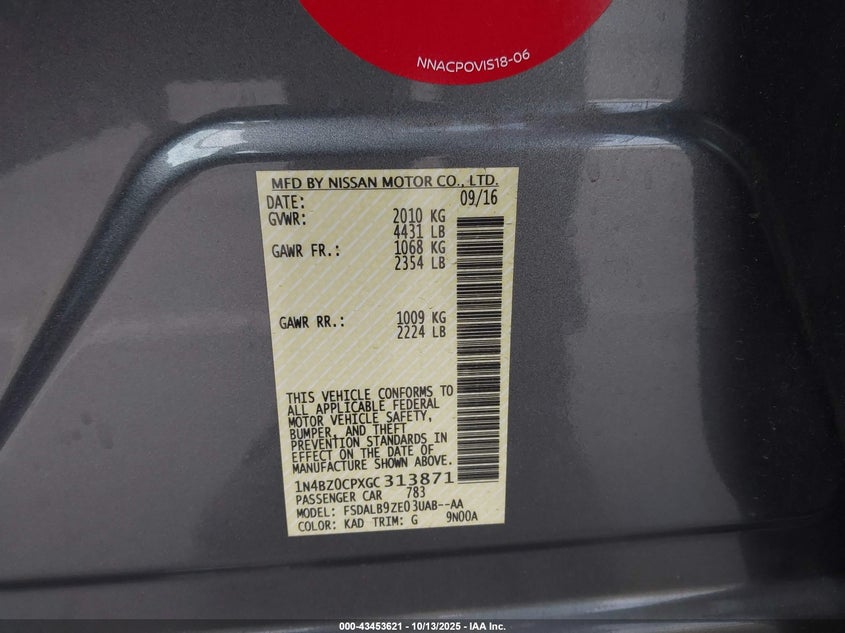 NNACPOVIS18-06
MFD BY NISSAN MOTOR CO., LTD.
DATE: 09/16
GVWR: 2010 KG
4431 LB
GAWR FR.: 1068 KG
2354 LB
GAWR RR.: 1009 KG
2224 LB
THIS VEHICLE CONFORMS TO
ALL APPLICABLE FEDERAL
MOTOR VEHICLE SAFETY,
BUMPER, AND THEFT
PREVENTION STANDARDS IN
EFFECT ON THE DATE OF
MANUFACTURE SHOWN ABOVE.
1N4BZ0CPXGC313871
PASSENGER CAR 783
MODEL: FSDALB9ZE03UAB--AA
COLOR: KAD TRIM: G 9N00A
000-43453621 - 10/13/2025 - IAA Inc.